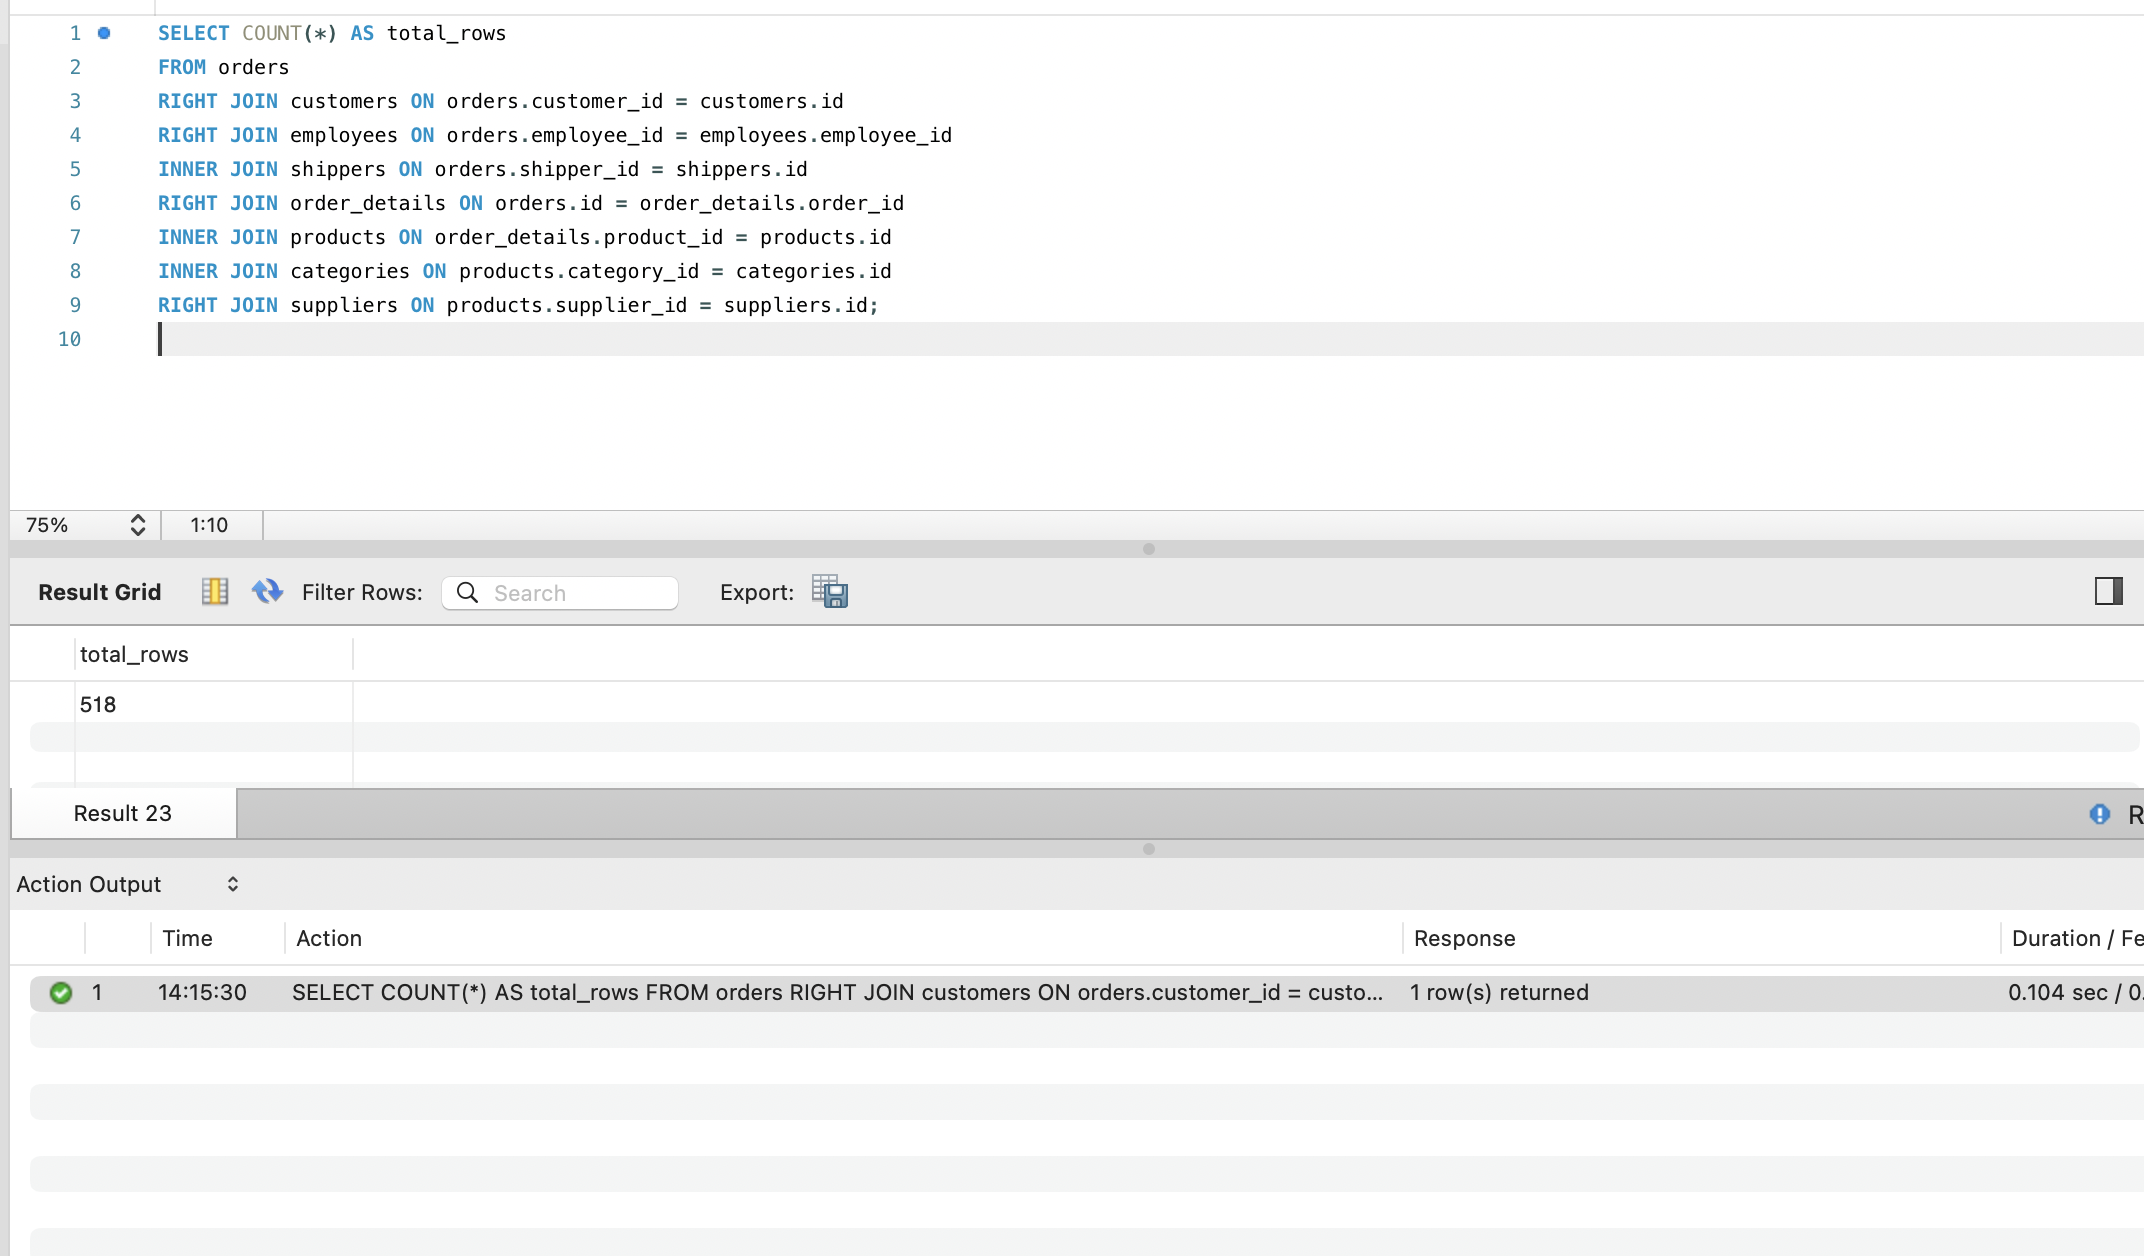 1 SELECT COUNT(*) AS total_rows
2 FROM orders
3 RIGHT JOIN customers ON orders.customer_id = customers.id
4 RIGHT JOIN employees ON orders.employee_id = employees.employee_id
5 INNER JOIN shippers ON orders.shipper_id = shippers.id
6 RIGHT JOIN order_details ON orders.id = order_details.order_id
7 INNER JOIN products ON order_details.product_id = products.id
8 INNER JOIN categories ON products.category_id = categories.id
9 RIGHT JOIN suppliers ON products.supplier_id = suppliers.id;
10
75% 1:10
Result Grid Filter Rows: Search Export:
total_rows
518
Result 23 R
Action Output
Time Action Response Duration / Fe
1 14:15:30 SELECT COUNT(*) AS total_rows FROM orders RIGHT JOIN customers ON orders.customer_id = custo... 1 row(s) returned 0.104 sec / 0.